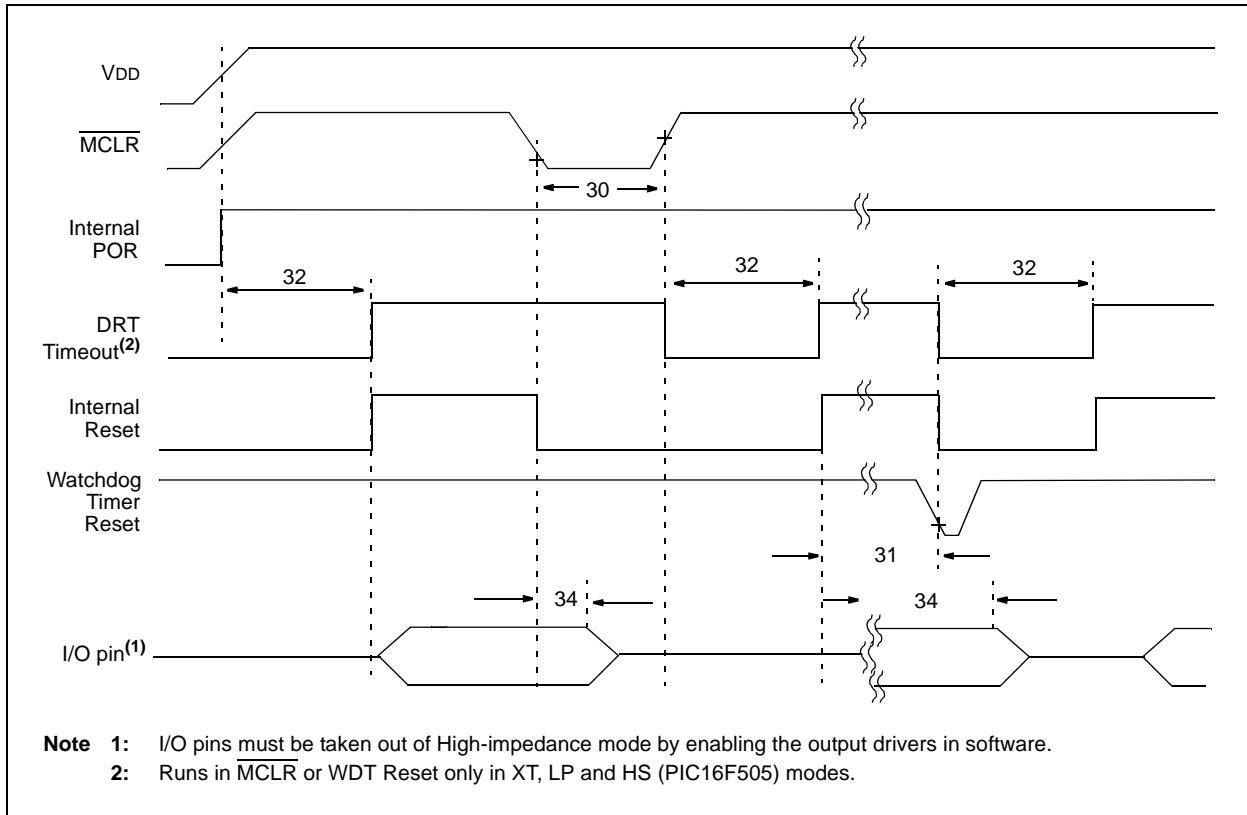 VDD
MCLR
30
Internal
POR
32
32
32
DRT
Timeout(2)
Internal
Reset
Watchdog
Timer
Reset
31
34
34
I/O pin(1)
Note 1: I/O pins must be taken out of High-impedance mode by enabling the output drivers in software.
2: Runs in MCLR or WDT Reset only in XT, LP and HS (PIC16F505) modes.